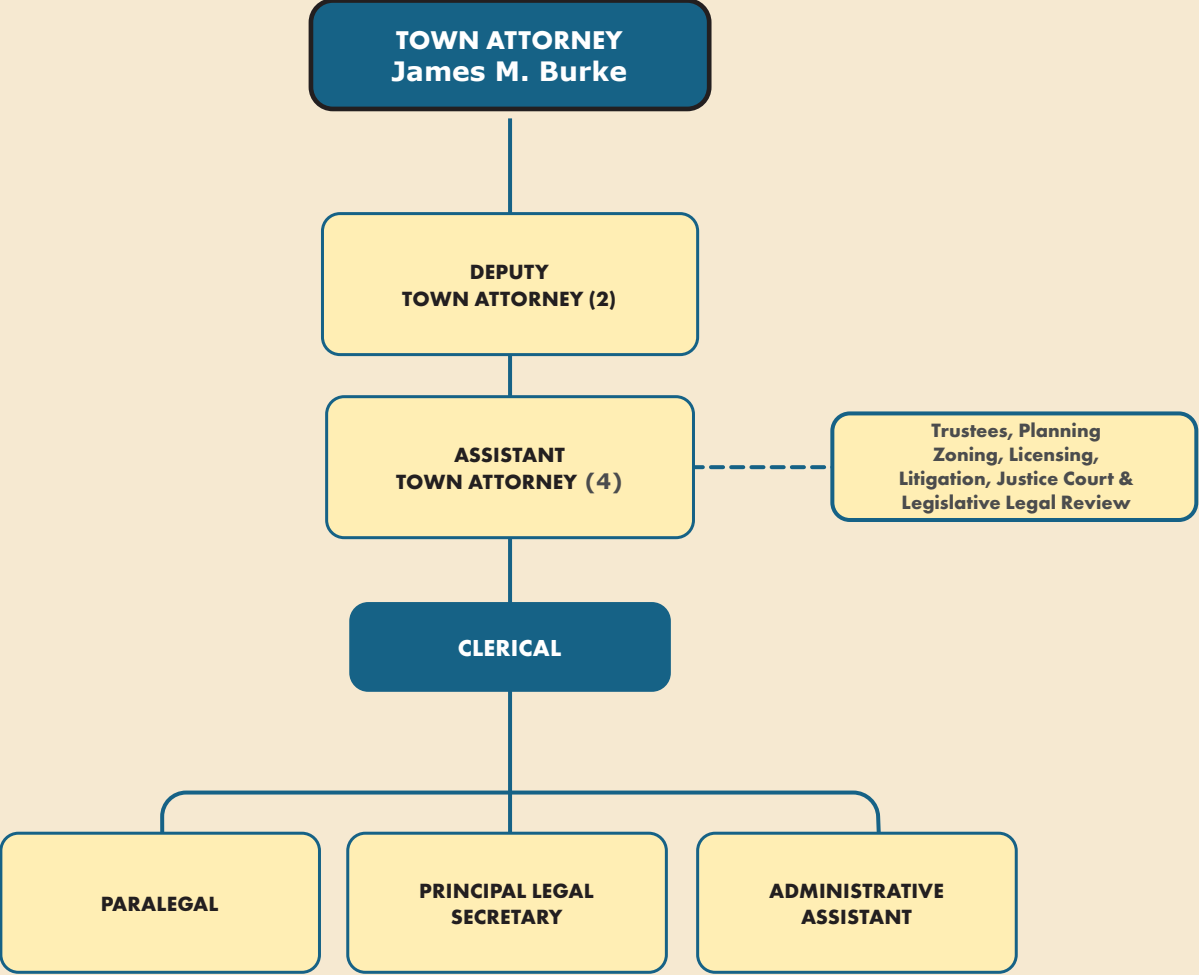 TOWN ATTORNEY
James M. Burke
DEPUTY
TOWN ATTORNEY (2)
ASSISTANT
TOWN ATTORNEY (4)
Trustees, Planning
Zoning, Licensing,
Litigation, Justice Court &
Legislative Legal Review
CLERICAL
PARALEGAL
PRINCIPAL LEGAL
SECRETARY
ADMINISTRATIVE
ASSISTANT